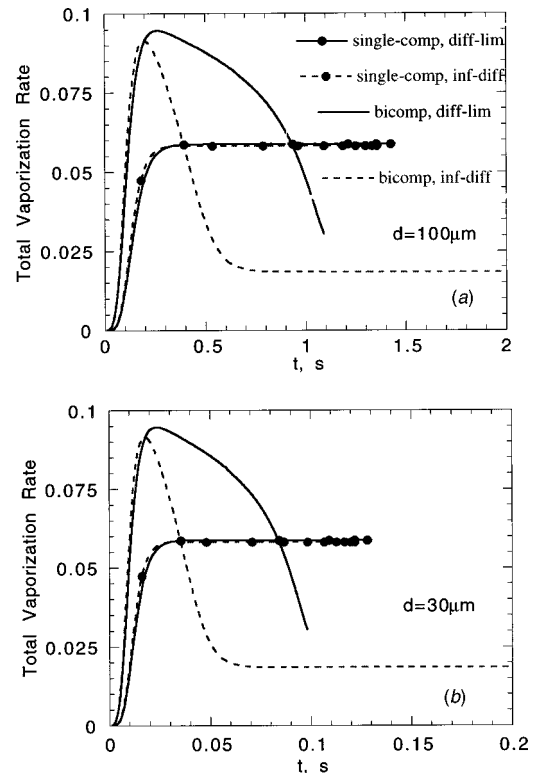 0.1
single-comp, diff-lim
single-comp, inf-diff
0.075
bicomp, diff-lim
Total Vaporization Rate
0.05
bicomp, inf-diff
d=100μm
0.025
(a)
0
0 0.5 1 1.5 2
t, s
0.1
0.075
Total Vaporization Rate
0.05
d=30μm
0.025
(b)
0
0 0.05 0.1 0.15 0.2
t, s